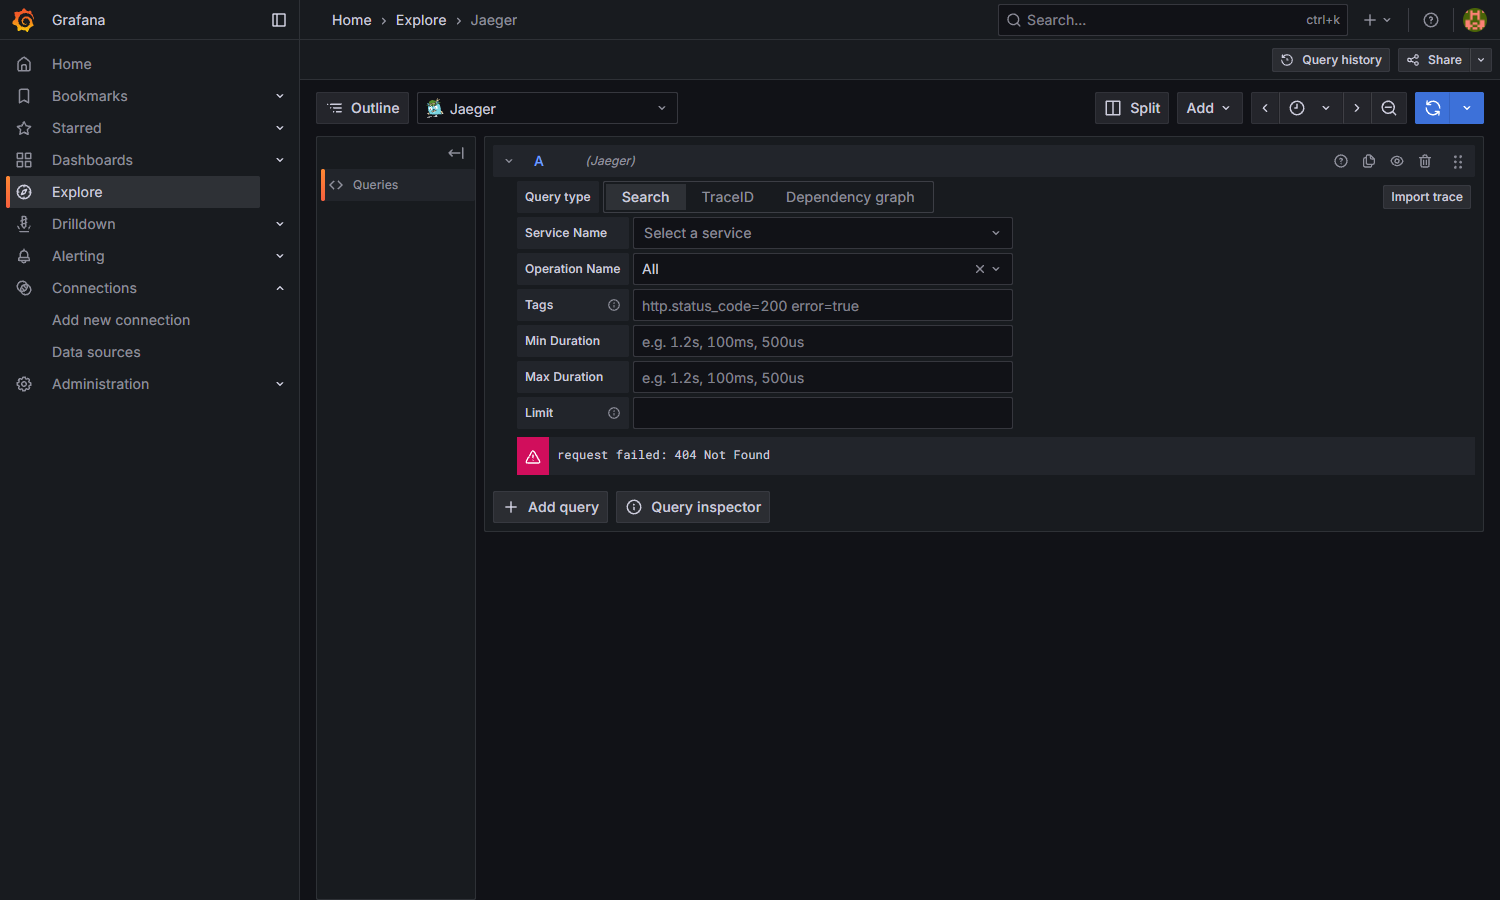 Grafana
Home
Explore
Jaeger
Search...
ctrl+k
Query history
Share
Home
Bookmarks
Starred
Dashboards
Explore
Drilldown
Alerting
Connections
Add new connection
Data sources
Administration
Outline
Jaeger
Split
Add
Queries
A
(Jaeger)
Query type
Search
TraceID
Dependency graph
Import trace
Service Name
Select a service
Operation Name
All
Tags
http.status_code=200 error=true
Min Duration
e.g. 1.2s, 100ms, 500us
Max Duration
e.g. 1.2s, 100ms, 500us
Limit
request failed: 404 Not Found
Add query
Query inspector